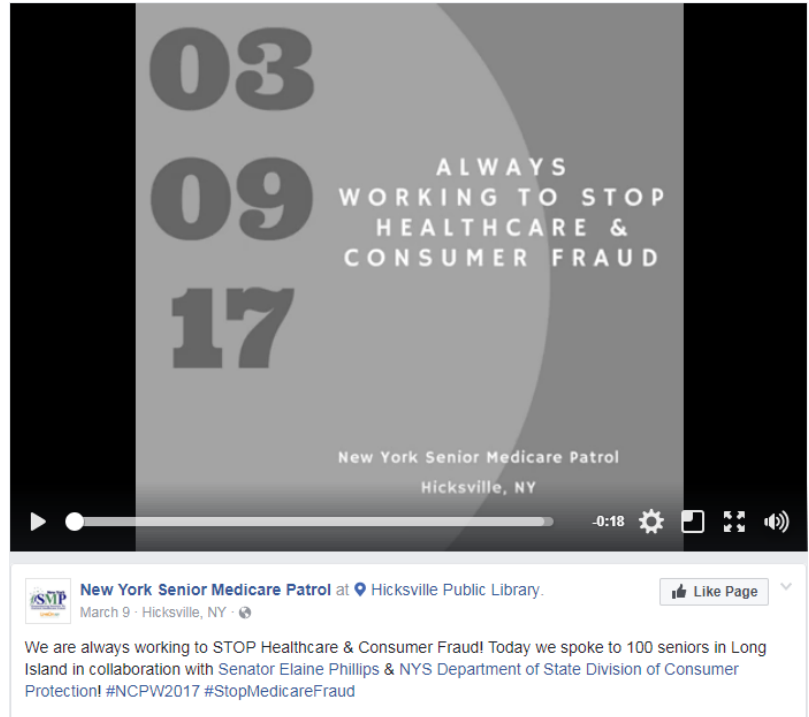 03
09
17
ALWAYS
WORKING TO STOP
HEALTHCARE &
CONSUMER FRAUD
New York Senior Medicare Patrol
Hicksville, NY
-0:18
SMP
New York Senior Medicare Patrol at Hicksville Public Library.
Like Page
March 9 · Hicksville, NY ·
We are always working to STOP Healthcare & Consumer Fraud! Today we spoke to 100 seniors in Long
Island in collaboration with Senator Elaine Phillips & NYS Department of State Division of Consumer
Protection! #NCPW2017 #StopMedicareFraud